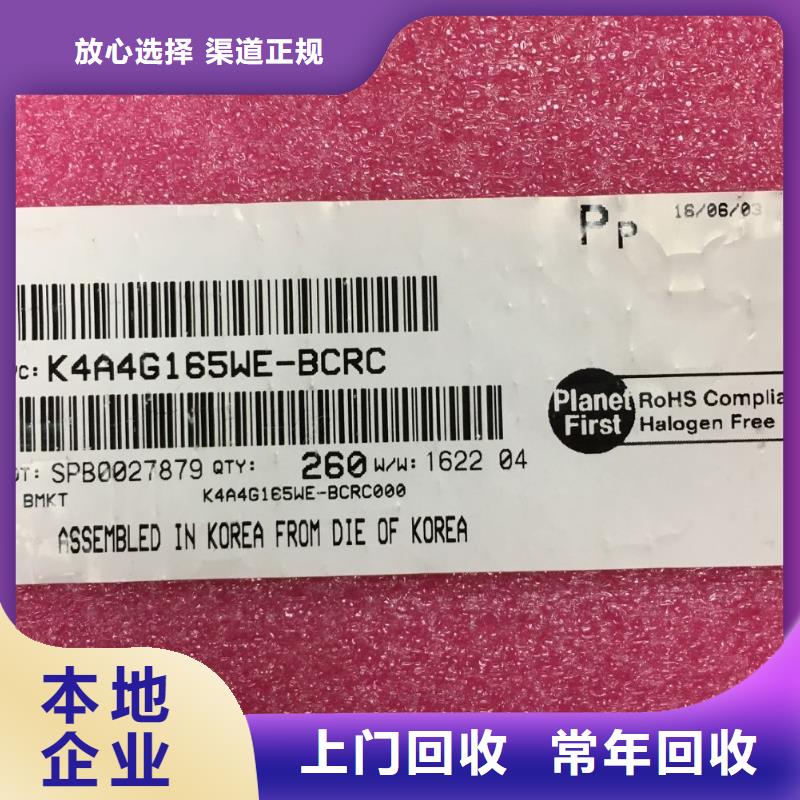 放心选择 渠道正规
Pp
16/06/03
PC: K4A4G165WE-BCRC
Planet First
RoHS Complia
Halogen Free
OT: SPB0027879 QTY: 260 W/W: 1622 04
BMKT K4A4G165WE-BCRC000
ASSEMBLED IN KOREA FROM DIE OF KOREA
本地
企业
上门回收 常年回收